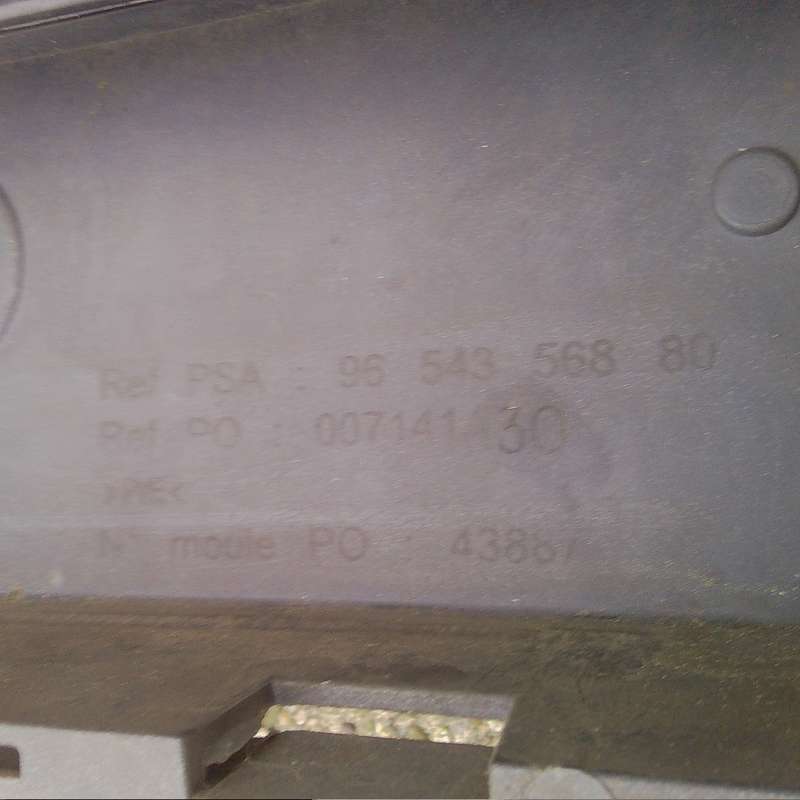 Ref PSA : 96 543 568 80
Ref PO :
N° moule PO :